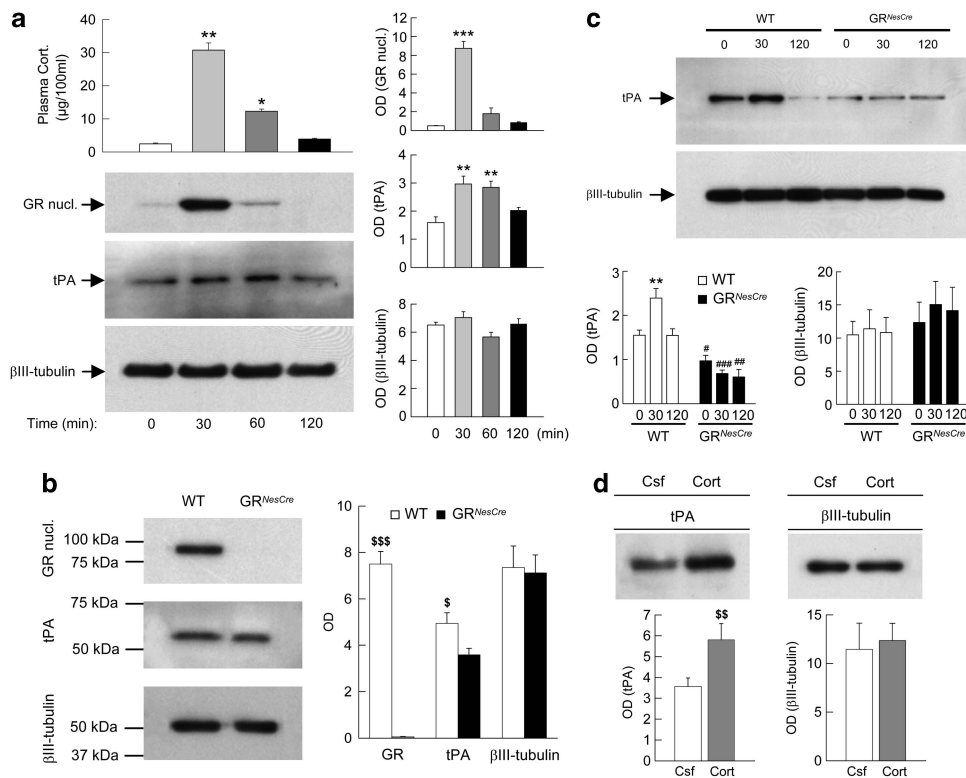 a
Plasma Cort.
(µg/100ml)
40
30
20
10
0
**
*
GR nucl.
tPA
βIII-tubulin
Time (min):
0 30 60 120
OD (GR nucl.)
12
10
8
6
4
2
0
***
OD (tPA)
4
3
2
1
0
** **
OD (βIII-tubulin)
9
6
3
0
0 30 60 120 (min)
c
WT GRNesCre
0 30 120 0 30 120
tPA
βIII-tubulin
OD (tPA)
3
2
1
0
WT
GRNesCre
**
# ### ##
0 30 120 0 30 120
WT GRNesCre
OD (βIII-tubulin)
20
15
10
5
0
0 30 120 0 30 120
WT GRNesCre
b
WT GRNesCre
GR nucl.
100 kDa
75 kDa
tPA
75 kDa
50 kDa
βIII-tubulin
50 kDa
37 kDa
OD
8
6
4
2
0
WT GRNesCre
$$$
$
GR tPA βIII-tubulin
d
Csf Cort
tPA
OD (tPA)
7
6
5
4
3
2
1
0
$$
Csf Cort
Csf Cort
βIII-tubulin
OD (βIII-tubulin)
15
10
5
0
Csf Cort